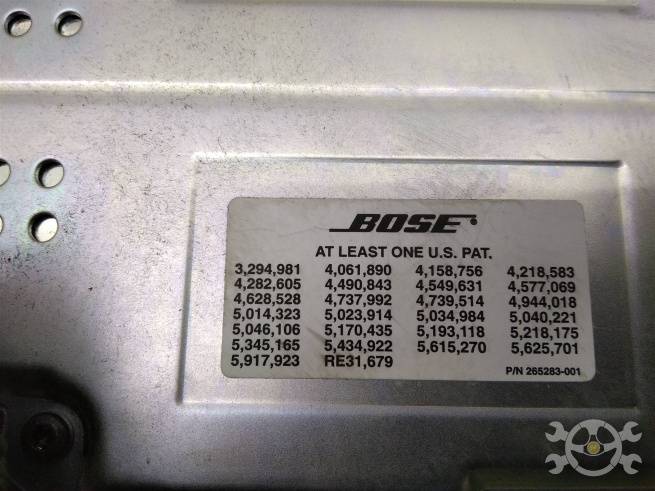 BOSE
AT LEAST ONE U.S. PAT.
3,294,981 4,061,890 4,158,756 4,218,583
4,282,605 4,490,843 4,549,631 4,577,069
4,628,528 4,737,992 4,739,514 4,944,018
5,014,323 5,023,914 5,034,984 5,040,221
5,046,106 5,170,435 5,193,118 5,218,175
5,345,165 5,434,922 5,615,270 5,625,701
5,917,923 RE31,679
P/N 265283-001